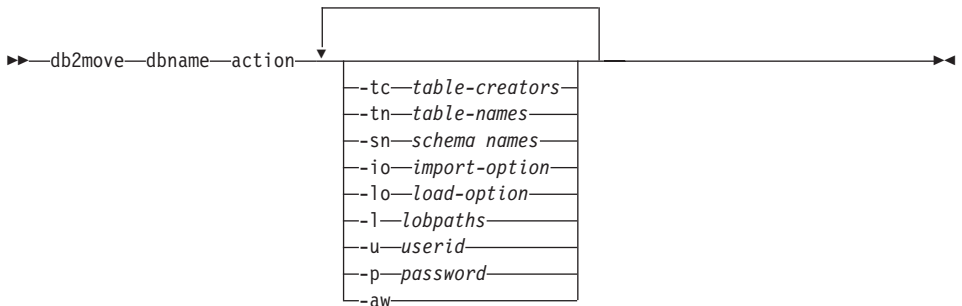 db2move dbname action
-tc table-creators
-tn table-names
-sn schema names
-io import-option
-lo load-option
-l lobpaths
-u userid
-p password
-aw